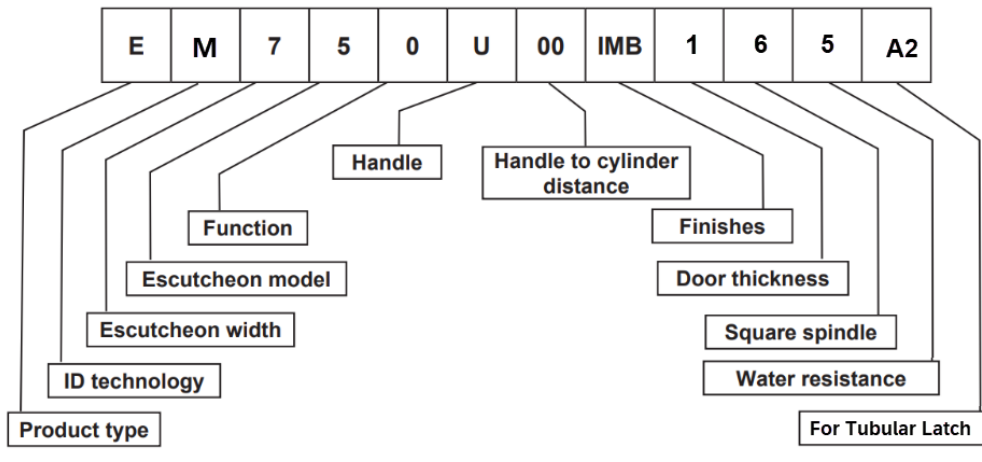 E M 7 5 0 U 00 IMB 1 6 5 A2
Handle
Handle to cylinder
distance
Function
Finishes
Escutcheon model
Door thickness
Escutcheon width
Square spindle
ID technology
Water resistance
Product type
For Tubular Latch